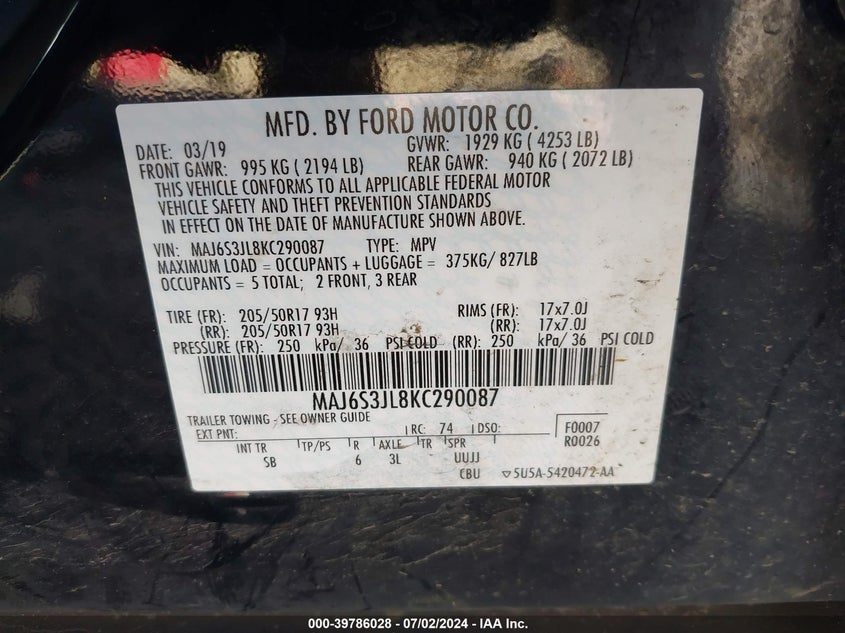 MFD. BY FORD MOTOR CO.
DATE: 03/19 GVWR: 1929 KG ( 4253 LB)
FRONT GAWR: 995 KG ( 2194 LB) REAR GAWR: 940 KG ( 2072 LB)
THIS VEHICLE CONFORMS TO ALL APPLICABLE FEDERAL MOTOR
VEHICLE SAFETY AND THEFT PREVENTION STANDARDS
IN EFFECT ON THE DATE OF MANUFACTURE SHOWN ABOVE.
VIN: MAJ6S3JL8KC290087 TYPE: MPV
MAXIMUM LOAD = OCCUPANTS + LUGGAGE = 375KG/ 827LB
OCCUPANTS = 5 TOTAL; 2 FRONT, 3 REAR
TIRE (FR): 205/50R17 93H RIMS (FR): 17x7.0J
(RR): 205/50R17 93H (RR): 17x7.0J
PRESSURE (FR): 250 kPa/ 36 PSI COLD (RR): 250 kPa/ 36 PSI COLD
MAJ6S3JL8KC290087
TRAILER TOWING - SEE OWNER GUIDE
EXT PNT: RC: 74 DSO: F0007
R0026
INT TR TP/PS R AXLE TR SPR
SB 6 3L UUJJ
CBU 5U5A-5420472-AA
000-39786028 - 07/02/2024 - IAA Inc.